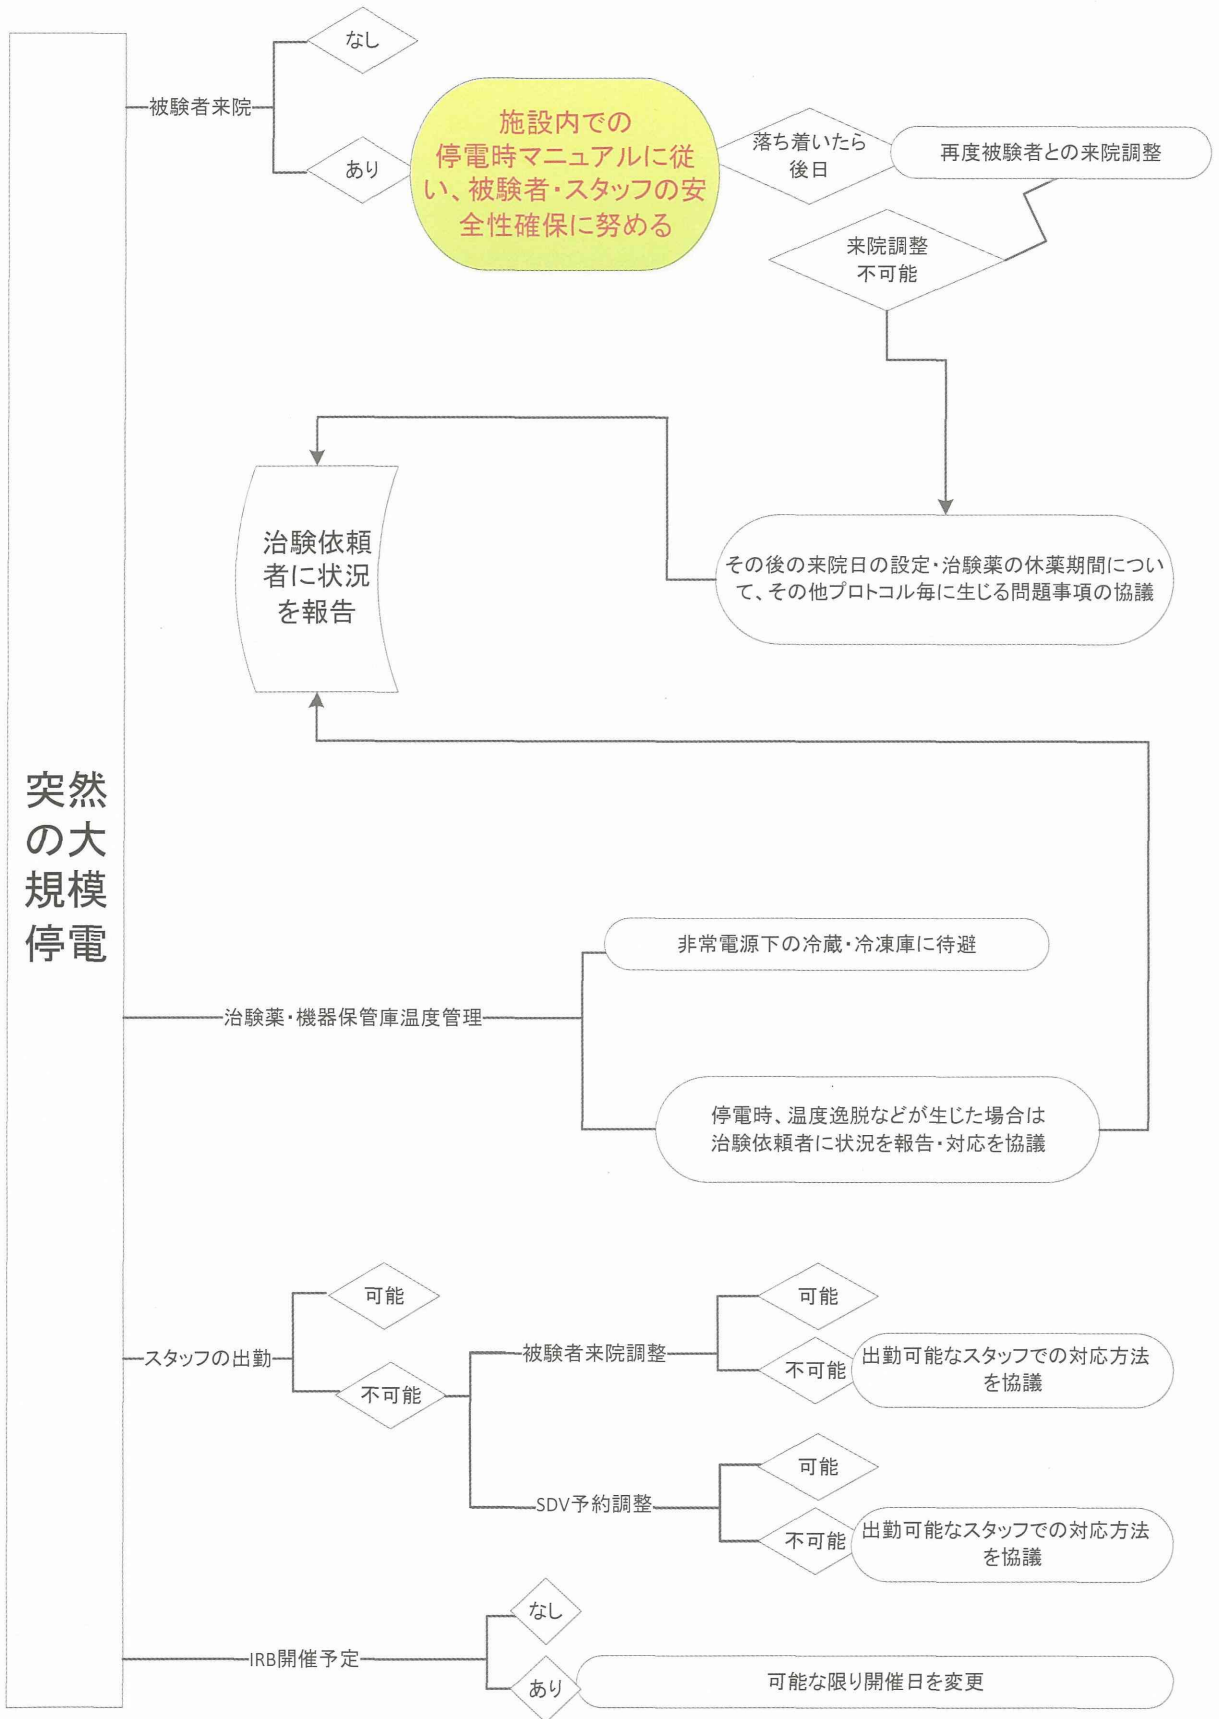 突然
の大
規模
停電
被験者来院
なし
あり
施設内での
停電時マニュアルに従
い、被験者・スタッフの安
全性確保に努める
落ち着いたら
後日
再度被験者との来院調整
来院調整
不可能
その後の来院日の設定・治験薬の休薬期間につい
て、その他プロトコル毎に生じる問題事項の協議
治験依頼
者に状況
を報告
治験薬・機器保管庫温度管理
非常電源下の冷蔵・冷凍庫に待避
停電時、温度逸脱などが生じた場合は
治験依頼者に状況を報告・対応を協議
スタッフの出勤
可能
不可能
被験者来院調整
可能
不可能
出勤可能なスタッフでの対応方法
を協議
SDV予約調整
可能
不可能
出勤可能なスタッフでの対応方法
を協議
IRB開催予定
なし
あり
可能な限り開催日を変更